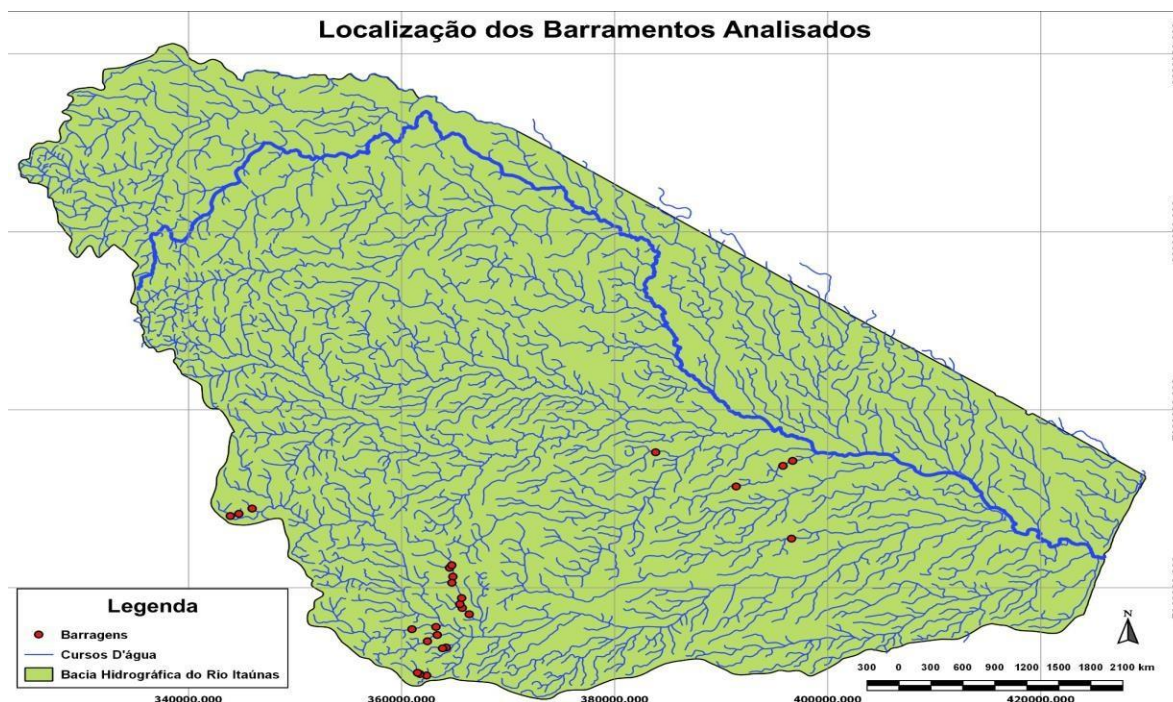 Localização dos Barramentos Analisados
Legenda
Barragens
Cursos D'água
Bacia Hidrográfica do Rio Itaúnas
N
300 0 300 600 900 1200 1500 1800 2100 km
340000.000 360000.000 380000.000 400000.000 420000.000